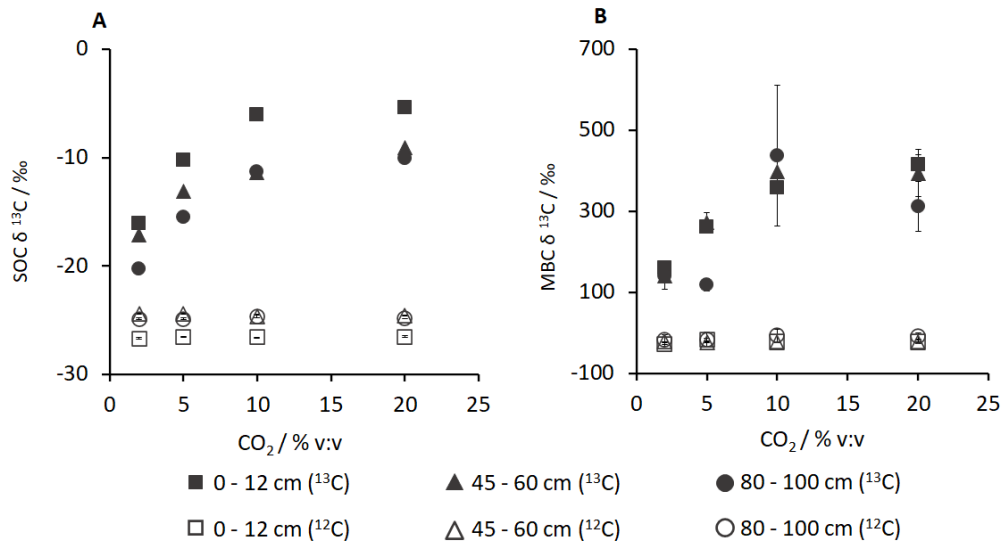 A
0
-10
-20
-30
0 5 10 15 20 25
SOC δ ¹³C / ‰
CO₂ / % v:v
B
700
500
300
100
-100
0 5 10 15 20 25
MBC δ ¹³C / ‰
CO₂ / % v:v
0 - 12 cm (¹³C) 45 - 60 cm (¹³C) 80 - 100 cm (¹³C)
0 - 12 cm (¹²C) 45 - 60 cm (¹²C) 80 - 100 cm (¹²C)